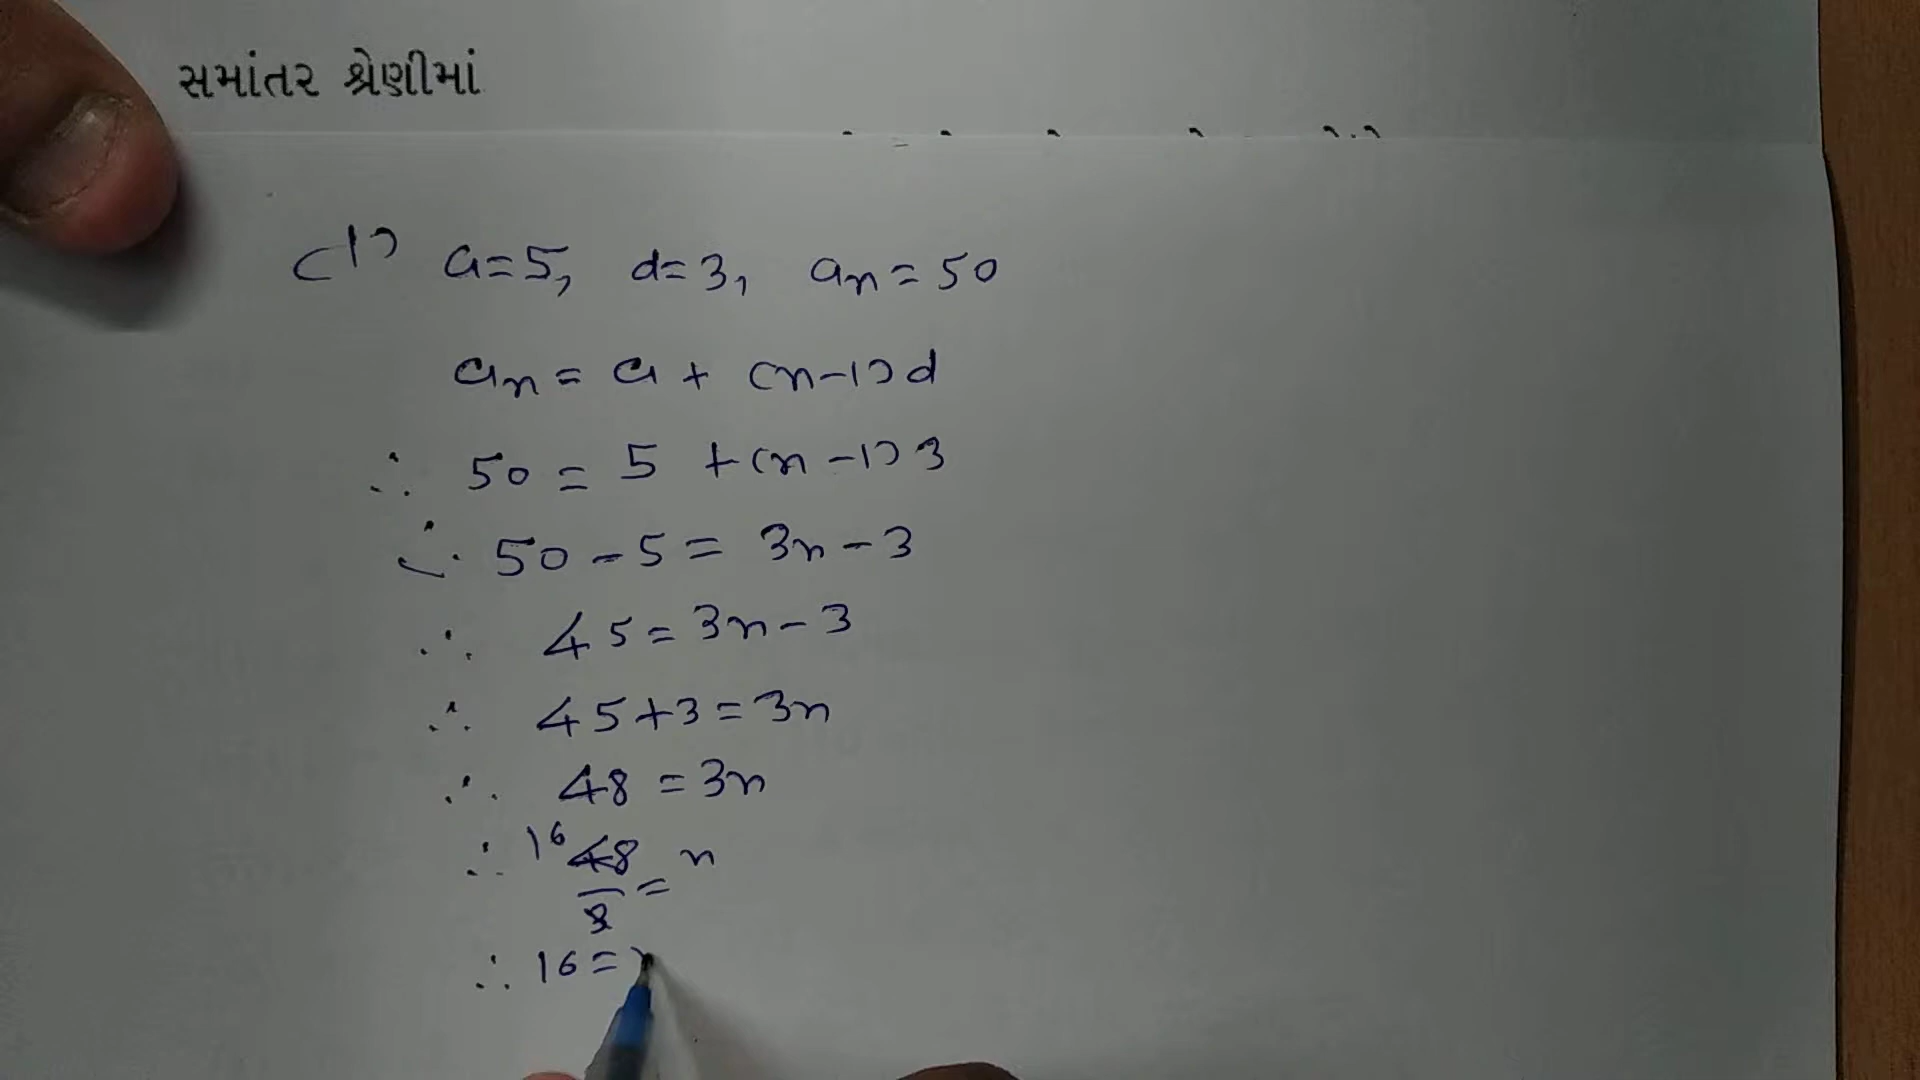 સમાંતર શ્રેણીમાં
(1) a=5, d=3, an = 50
an = a + (n-1)d
∴ 50 = 5 + (n-1)3
∴ 50 - 5 = 3n - 3
∴ 45 = 3n - 3
∴ 45 + 3 = 3n
∴ 48 = 3n
∴ 16 48/3 = n
∴ 16 =